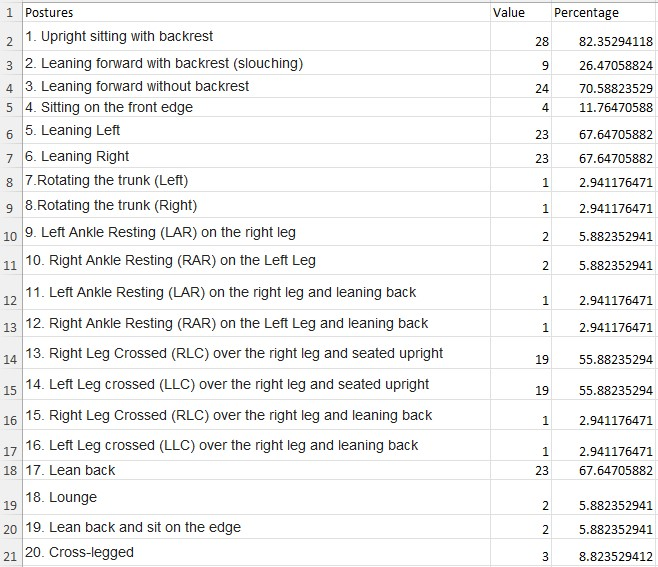 1 Postures Value Percentage
2 1. Upright sitting with backrest 28 82.35294118
3 2. Leaning forward with backrest (slouching) 9 26.47058824
4 3. Leaning forward without backrest 24 70.58823529
5 4. Sitting on the front edge 4 11.76470588
6 5. Leaning Left 23 67.64705882
7 6. Leaning Right 23 67.64705882
8 7.Rotating the trunk (Left) 1 2.941176471
9 8.Rotating the trunk (Right) 1 2.941176471
10 9. Left Ankle Resting (LAR) on the right leg 2 5.882352941
11 10. Right Ankle Resting (RAR) on the Left Leg 2 5.882352941
12 11. Left Ankle Resting (LAR) on the right leg and leaning back 1 2.941176471
13 12. Right Ankle Resting (RAR) on the Left Leg and leaning back 1 2.941176471
14 13. Right Leg Crossed (RLC) over the right leg and seated upright 19 55.88235294
15 14. Left Leg crossed (LLC) over the right leg and seated upright 19 55.88235294
16 15. Right Leg Crossed (RLC) over the right leg and leaning back 1 2.941176471
17 16. Left Leg crossed (LLC) over the right leg and leaning back 1 2.941176471
18 17. Lean back 23 67.64705882
19 18. Lounge 2 5.882352941
20 19. Lean back and sit on the edge 2 5.882352941
21 20. Cross-legged 3 8.823529412